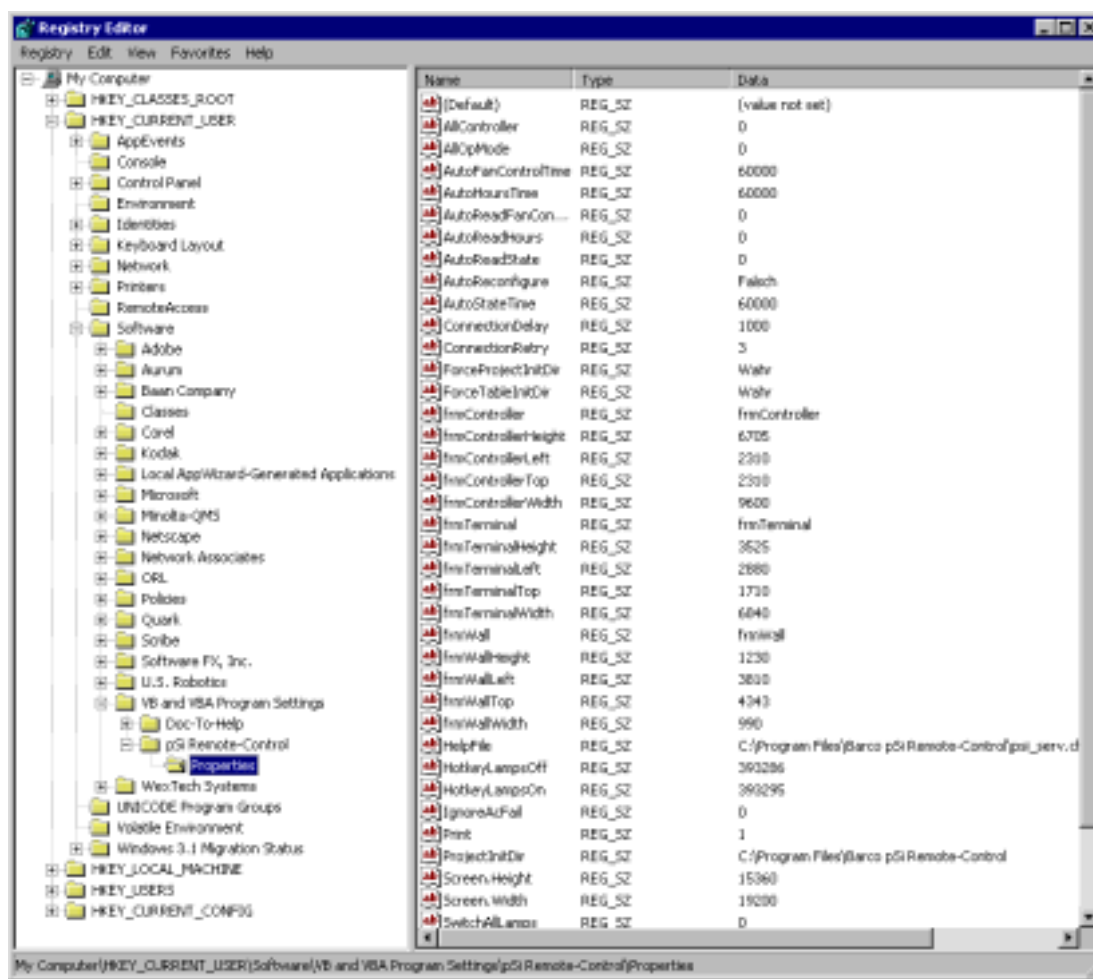 Registry Editor
Registry Edit View Favorites Help
My Computer
HKEY_CLASSES_ROOT
HKEY_CURRENT_USER
AppEvents
Console
Control Panel
Environment
Identities
Keyboard Layout
Network
Printers
RemoteAccess
Software
Adobe
Aurum
Baan Company
Classes
Corel
Kodak
Local AppWizard-Generated Applications
Microsoft
Minolta-QMS
Netscape
Network Associates
ORL
Policies
Quark
Scribe
Software FX, Inc.
U.S. Robotics
VB and VBA Program Settings
Doc-To-Help
pSi Remote-Control
Properties
WexTech Systems
UNICODE Program Groups
Volatile Environment
Windows 3.1 Migration Status
HKEY_LOCAL_MACHINE
HKEY_USERS
HKEY_CURRENT_CONFIG
Name Type Data
(Default) REG_SZ (value not set)
AllController REG_SZ 0
AllOpMode REG_SZ 0
AutoFanControlTime REG_SZ 60000
AutoHoursTime REG_SZ 60000
AutoReadFanCon... REG_SZ 0
AutoReadHours REG_SZ 0
AutoReadState REG_SZ 0
AutoReconfigure REG_SZ Falsch
AutoStateTime REG_SZ 60000
ConnectionDelay REG_SZ 1000
ConnectionRetry REG_SZ 3
ForceProjectInitDir REG_SZ Wahr
ForceTableInitDir REG_SZ Wahr
frmController REG_SZ frmController
frmControllerHeight REG_SZ 6705
frmControllerLeft REG_SZ 2310
frmControllerTop REG_SZ 2310
frmControllerWidth REG_SZ 9600
frmTerminal REG_SZ frmTerminal
frmTerminalHeight REG_SZ 3525
frmTerminalLeft REG_SZ 2880
frmTerminalTop REG_SZ 1710
frmTerminalWidth REG_SZ 6840
frmWall REG_SZ frmWall
frmWallHeight REG_SZ 1230
frmWallLeft REG_SZ 3810
frmWallTop REG_SZ 4343
frmWallWidth REG_SZ 990
HelpFile REG_SZ C:\Program Files\Barco pSi Remote-Control\psi_serv.cl
HotkeyLampsOff REG_SZ 393286
HotkeyLampsOn REG_SZ 393295
IgnoreAcFail REG_SZ 0
Print REG_SZ 1
ProjectInitDir REG_SZ C:\Program Files\Barco pSi Remote-Control
Screen.Height REG_SZ 15360
Screen.Width REG_SZ 19200
SwitchAllLamps REG_SZ 0
My Computer\HKEY_CURRENT_USER\Software\VB and VBA Program Settings\pSi Remote-Control\Properties